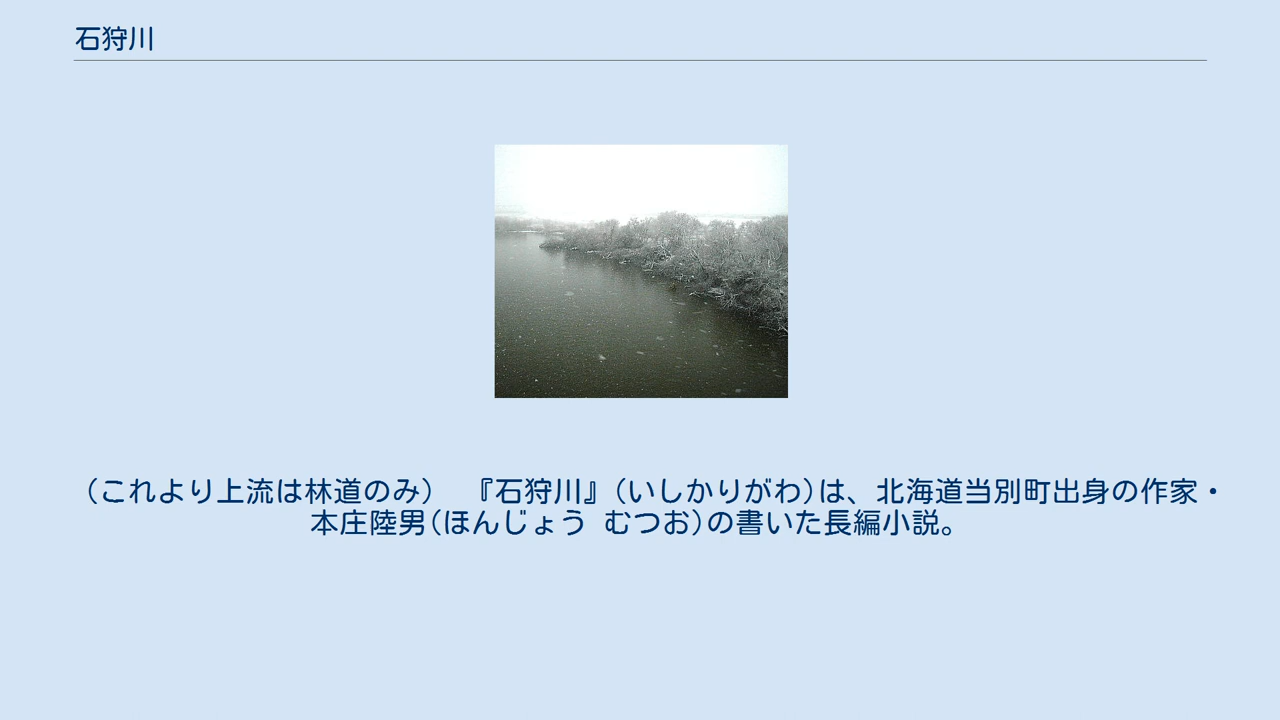 石狩川
(これより上流は林道のみ) 『石狩川』(いしかりがわ)は、北海道当別町出身の作家・
本庄陸男(ほんじょう むつお)の書いた長編小説。